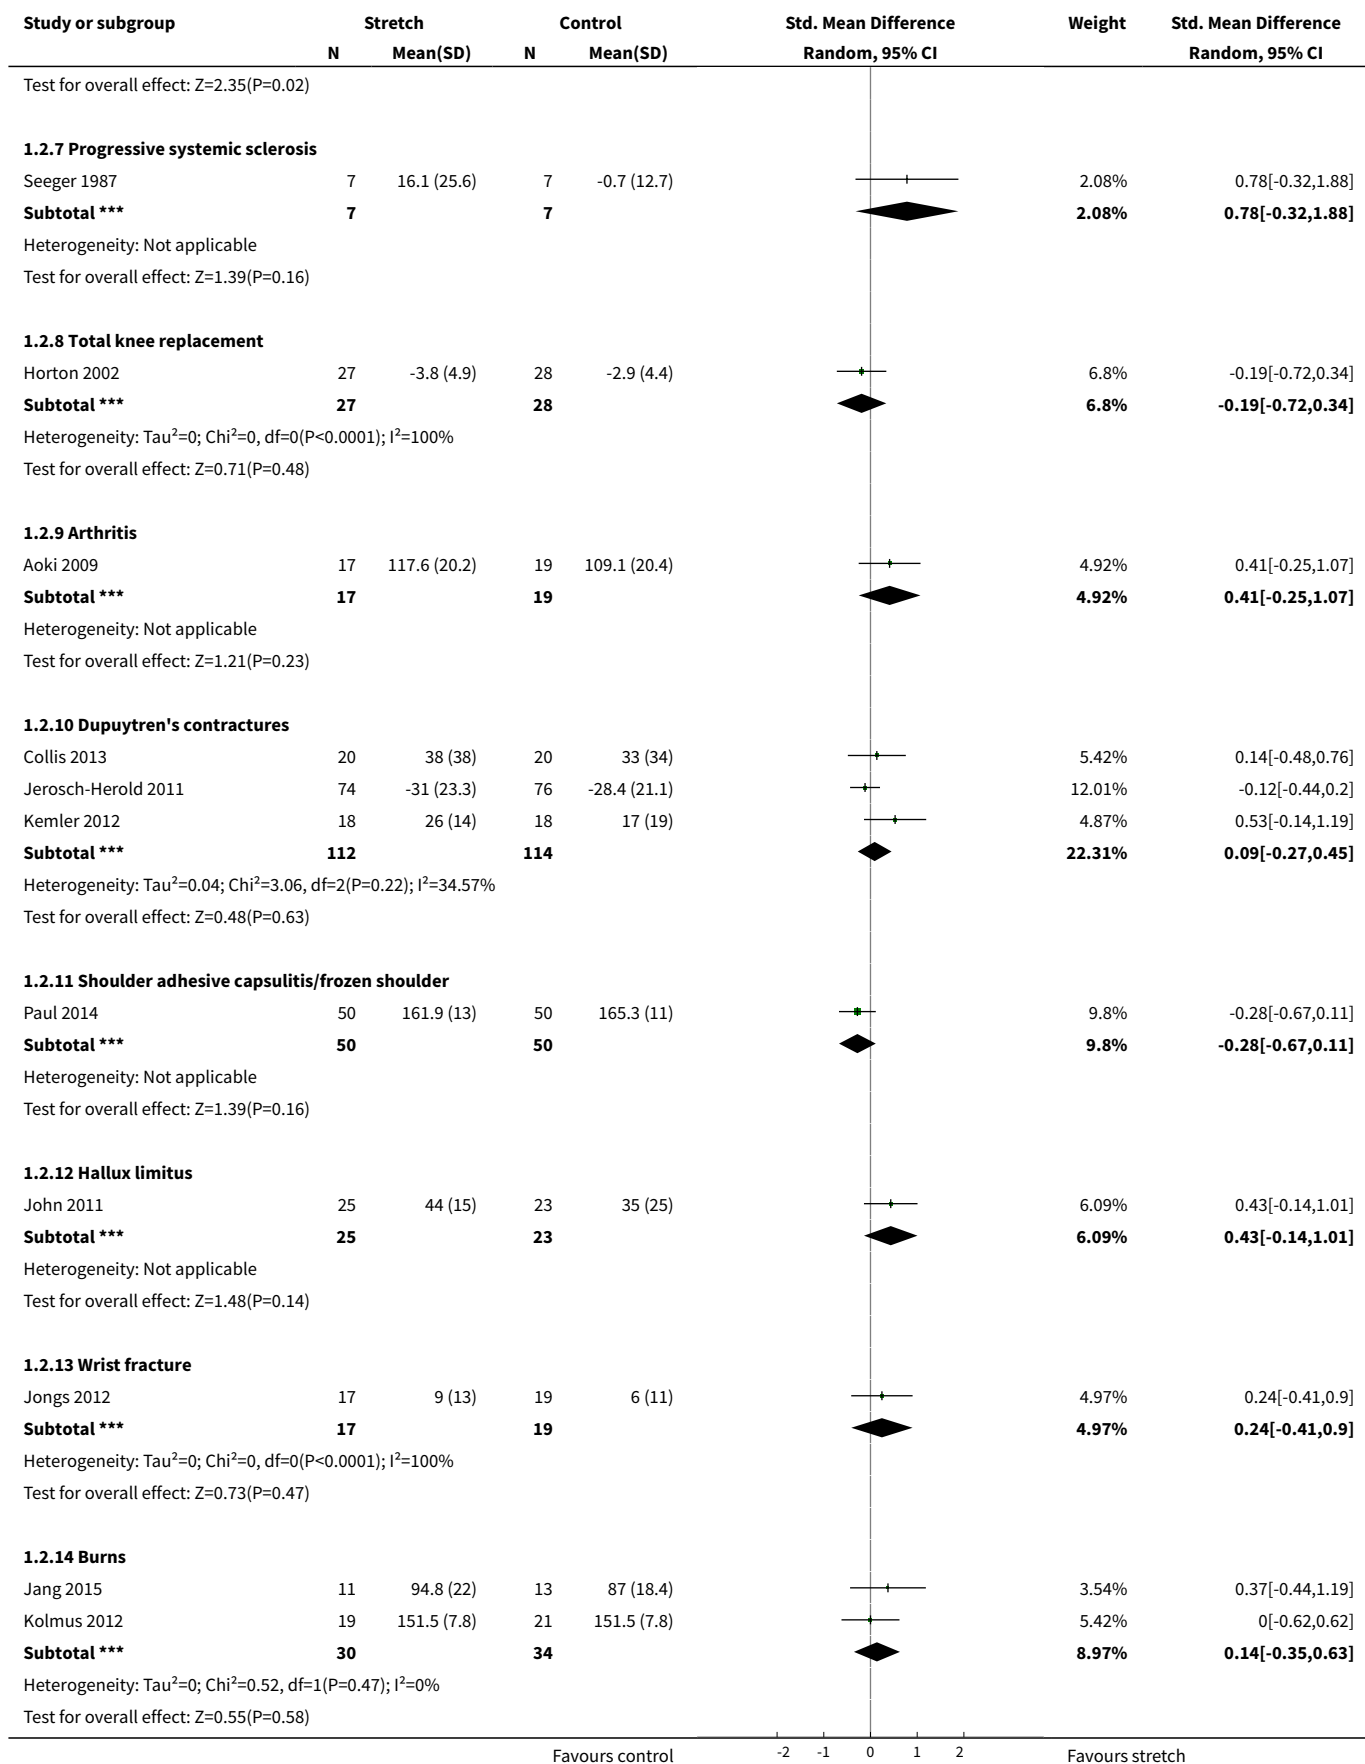 Study or subgroup Stretch Control Std. Mean Difference Weight Std. Mean Difference
N Mean(SD) N Mean(SD) Random, 95% CI Random, 95% CI
Test for overall effect: Z=2.35(P=0.02)
1.2.7 Progressive systemic sclerosis
Seeger 1987 7 16.1 (25.6) 7 -0.7 (12.7) 2.08% 0.78[-0.32,1.88]
Subtotal *** 7 7 2.08% 0.78[-0.32,1.88]
Heterogeneity: Not applicable
Test for overall effect: Z=1.39(P=0.16)
1.2.8 Total knee replacement
Horton 2002 27 -3.8 (4.9) 28 -2.9 (4.4) 6.8% -0.19[-0.72,0.34]
Subtotal *** 27 28 6.8% -0.19[-0.72,0.34]
Heterogeneity: Tau²=0; Chi²=0, df=0(P<0.0001); I²=100%
Test for overall effect: Z=0.71(P=0.48)
1.2.9 Arthritis
Aoki 2009 17 117.6 (20.2) 19 109.1 (20.4) 4.92% 0.41[-0.25,1.07]
Subtotal *** 17 19 4.92% 0.41[-0.25,1.07]
Heterogeneity: Not applicable
Test for overall effect: Z=1.21(P=0.23)
1.2.10 Dupuytren's contractures
Collis 2013 20 38 (38) 20 33 (34) 5.42% 0.14[-0.48,0.76]
Jerosch-Herold 2011 74 -31 (23.3) 76 -28.4 (21.1) 12.01% -0.12[-0.44,0.2]
Kemler 2012 18 26 (14) 18 17 (19) 4.87% 0.53[-0.14,1.19]
Subtotal *** 112 114 22.31% 0.09[-0.27,0.45]
Heterogeneity: Tau²=0.04; Chi²=3.06, df=2(P=0.22); I²=34.57%
Test for overall effect: Z=0.48(P=0.63)
1.2.11 Shoulder adhesive capsulitis/frozen shoulder
Paul 2014 50 161.9 (13) 50 165.3 (11) 9.8% -0.28[-0.67,0.11]
Subtotal *** 50 50 9.8% -0.28[-0.67,0.11]
Heterogeneity: Not applicable
Test for overall effect: Z=1.39(P=0.16)
1.2.12 Hallux limitus
John 2011 25 44 (15) 23 35 (25) 6.09% 0.43[-0.14,1.01]
Subtotal *** 25 23 6.09% 0.43[-0.14,1.01]
Heterogeneity: Not applicable
Test for overall effect: Z=1.48(P=0.14)
1.2.13 Wrist fracture
Jongs 2012 17 9 (13) 19 6 (11) 4.97% 0.24[-0.41,0.9]
Subtotal *** 17 19 4.97% 0.24[-0.41,0.9]
Heterogeneity: Tau²=0; Chi²=0, df=0(P<0.0001); I²=100%
Test for overall effect: Z=0.73(P=0.47)
1.2.14 Burns
Jang 2015 11 94.8 (22) 13 87 (18.4) 3.54% 0.37[-0.44,1.19]
Kolmus 2012 19 151.5 (7.8) 21 151.5 (7.8) 5.42% 0[-0.62,0.62]
Subtotal *** 30 34 8.97% 0.14[-0.35,0.63]
Heterogeneity: Tau²=0; Chi²=0.52, df=1(P=0.47); I²=0%
Test for overall effect: Z=0.55(P=0.58)
Favours control -2 -1 0 1 2 Favours stretch